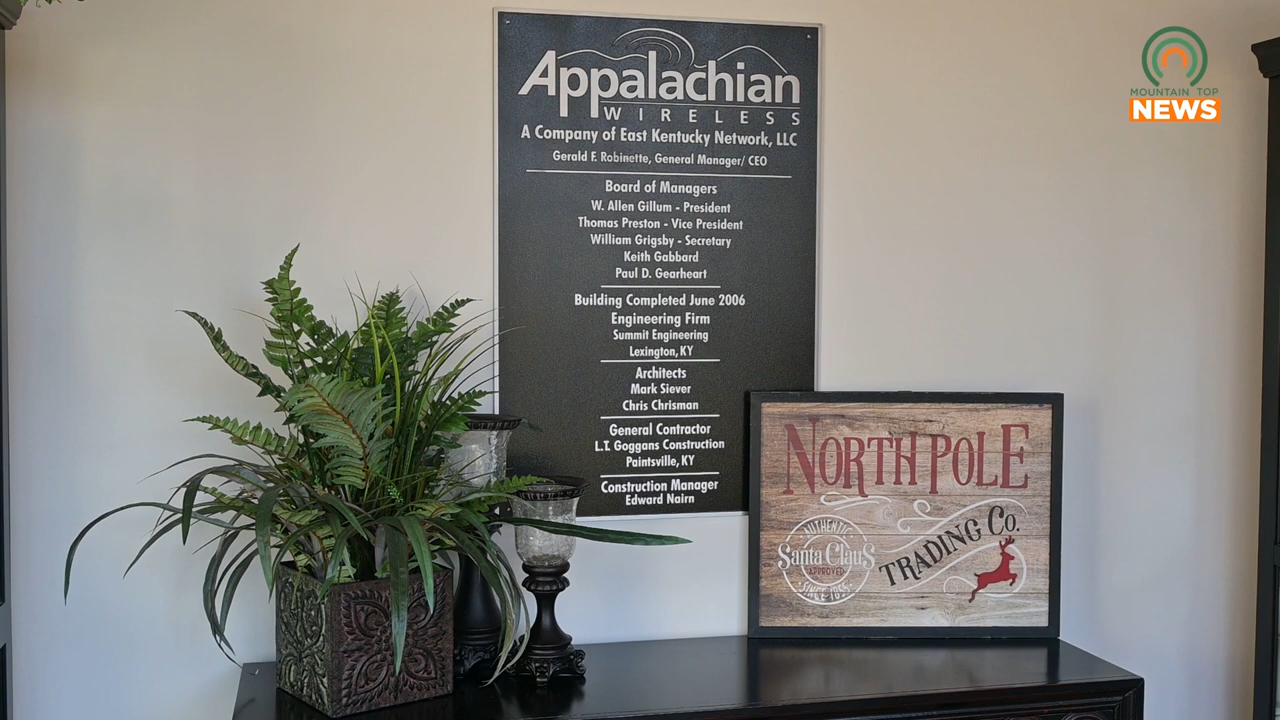 Appalachian
WIRELESS
A Company of East Kentucky Network, LLC
Gerald F. Robinette, General Manager/ CEO
Board of Managers
W. Allen Gillum - President
Thomas Preston - Vice President
William Grigsby - Secretary
Keith Gabbard
Paul D. Gearheart
Building Completed June 2006
Engineering Firm
Summit Engineering
Lexington, KY
Architects
Mark Siever
Chris Chrisman
General Contractor
L.T. Goggans Construction
Paintsville, KY
Construction Manager
Edward Nairn
NORTH POLE
TRADING Co.
AUTHENTIC
Santa Claus
APPROVED
SINCE
MOUNTAIN TOP
NEWS